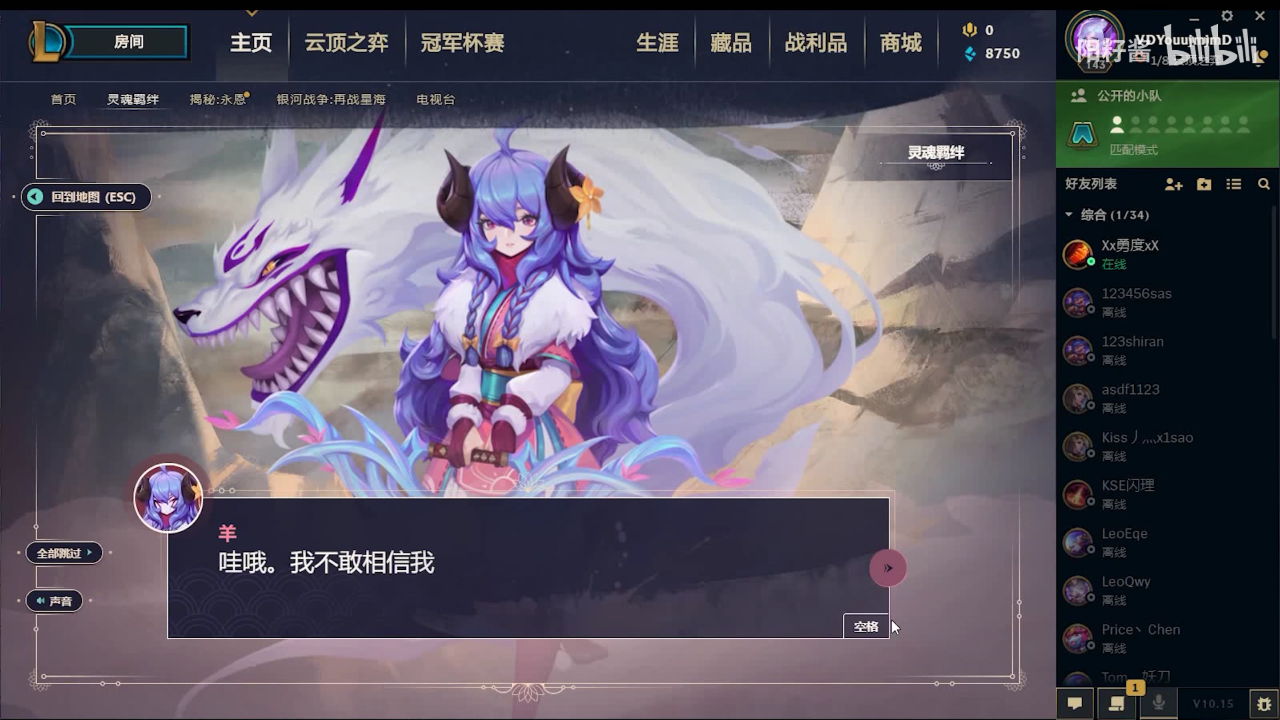 房间
主页
云顶之弈
冠军杯赛
生涯
藏品
战利品
商城
0
8750
143
公开的小队
匹配模式
首页
灵魂羁绊
揭秘:永恩
银河战争:再战星海
电视台
灵魂羁绊
回到地图 (ESC)
羊
哇哦。我不敢相信我
空格
全部跳过
声音
好友列表
综合 (1/34)
Xx勇度xX
在线
123456sas
离线
123shiran
离线
asdf1123
离线
离线
KSE闪理
离线
LeoEqe
离线
LeoQwy
离线
Price丶Chen
离线
1
V10.15
bilibili